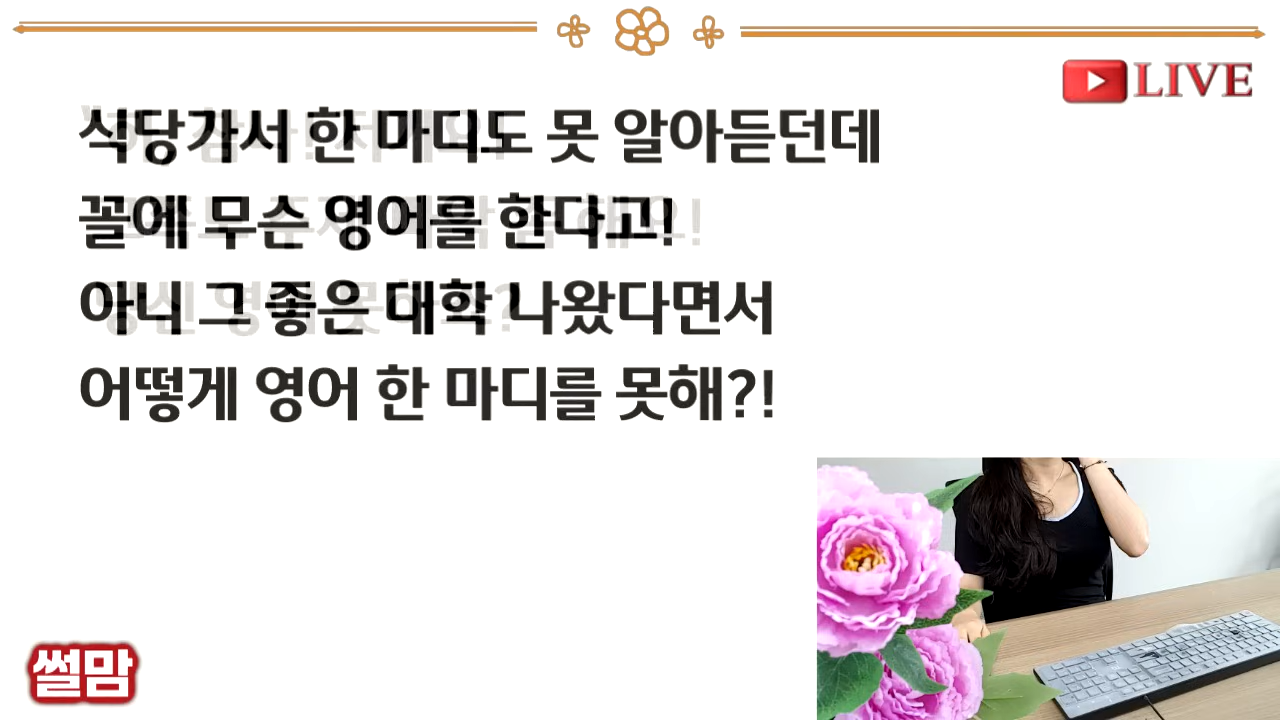 LIVE
식당가서 한 마디도 못 알아듣던데
꼴에 무슨 영어를 한다고!
아니 그 좋은 대학 나왔다면서
어떻게 영어 한 마디를 못해?!
썰맘